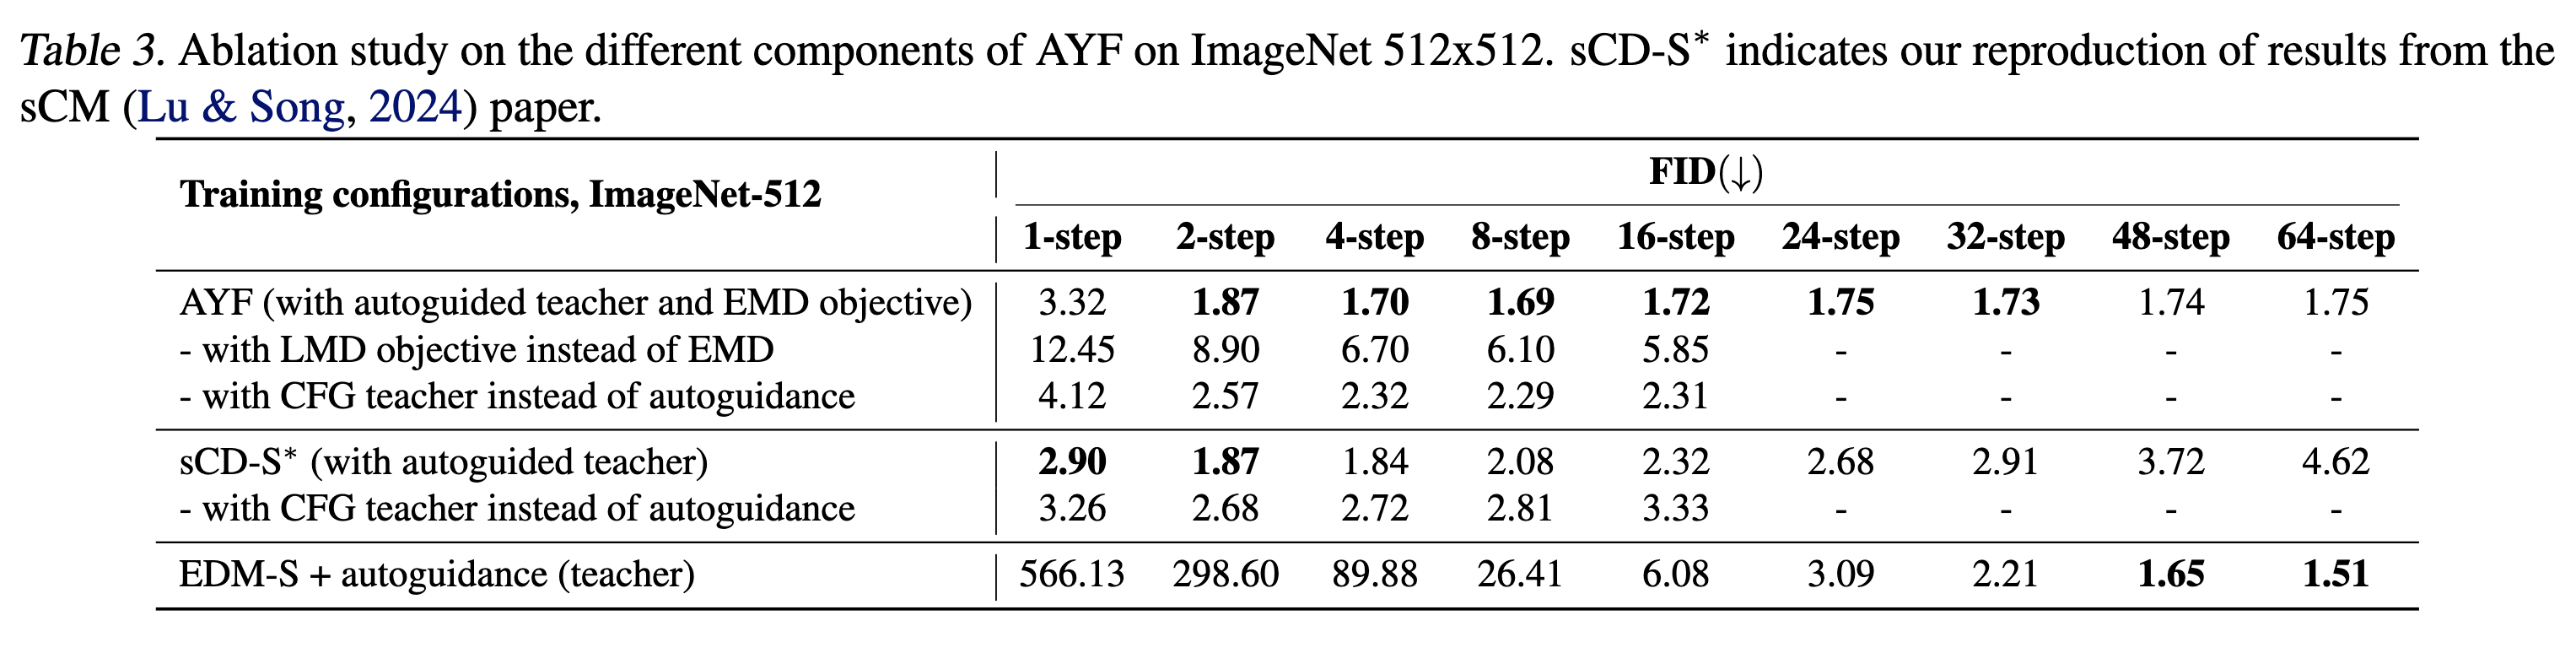 Table 3. Ablation study on the different components of AYF on ImageNet 512x512. sCD-S* indicates our reproduction of results from the
sCM (Lu & Song, 2024) paper.
Training configurations, ImageNet-512 FID(↓)
1-step 2-step 4-step 8-step 16-step 24-step 32-step 48-step 64-step
AYF (with autoguided teacher and EMD objective) 3.32 1.87 1.70 1.69 1.72 1.75 1.73 1.74 1.75
- with LMD objective instead of EMD 12.45 8.90 6.70 6.10 5.85 - - - -
- with CFG teacher instead of autoguidance 4.12 2.57 2.32 2.29 2.31 - - - -
sCD-S* (with autoguided teacher) 2.90 1.87 1.84 2.08 2.32 2.68 2.91 3.72 4.62
- with CFG teacher instead of autoguidance 3.26 2.68 2.72 2.81 3.33 - - - -
EDM-S + autoguidance (teacher) 566.13 298.60 89.88 26.41 6.08 3.09 2.21 1.65 1.51